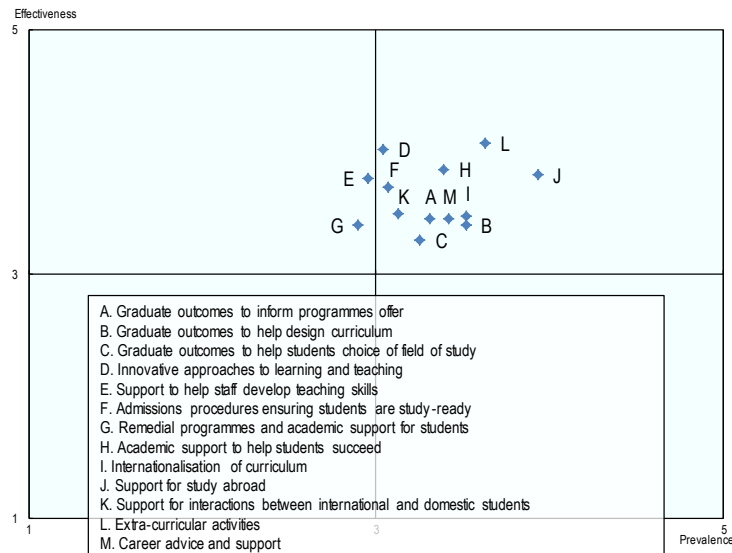 Effectiveness
5
D
L
F
H
E
J
K
A
M
I
G
B
C
3
A. Graduate outcomes to inform programmes offer
B. Graduate outcomes to help design curriculum
C. Graduate outcomes to help students choice of field of study
D. Innovative approaches to learning and teaching
E. Support to help staff develop teaching skills
F. Admissions procedures ensuring students are study-ready
G. Remedial programmes and academic support for students
H. Academic support to help students succeed
I. Internationalisation of curriculum
J. Support for study abroad
K. Support for interactions between international and domestic students
L. Extra-curricular activities
M. Career advice and support
1
1
3
5
Prevalence